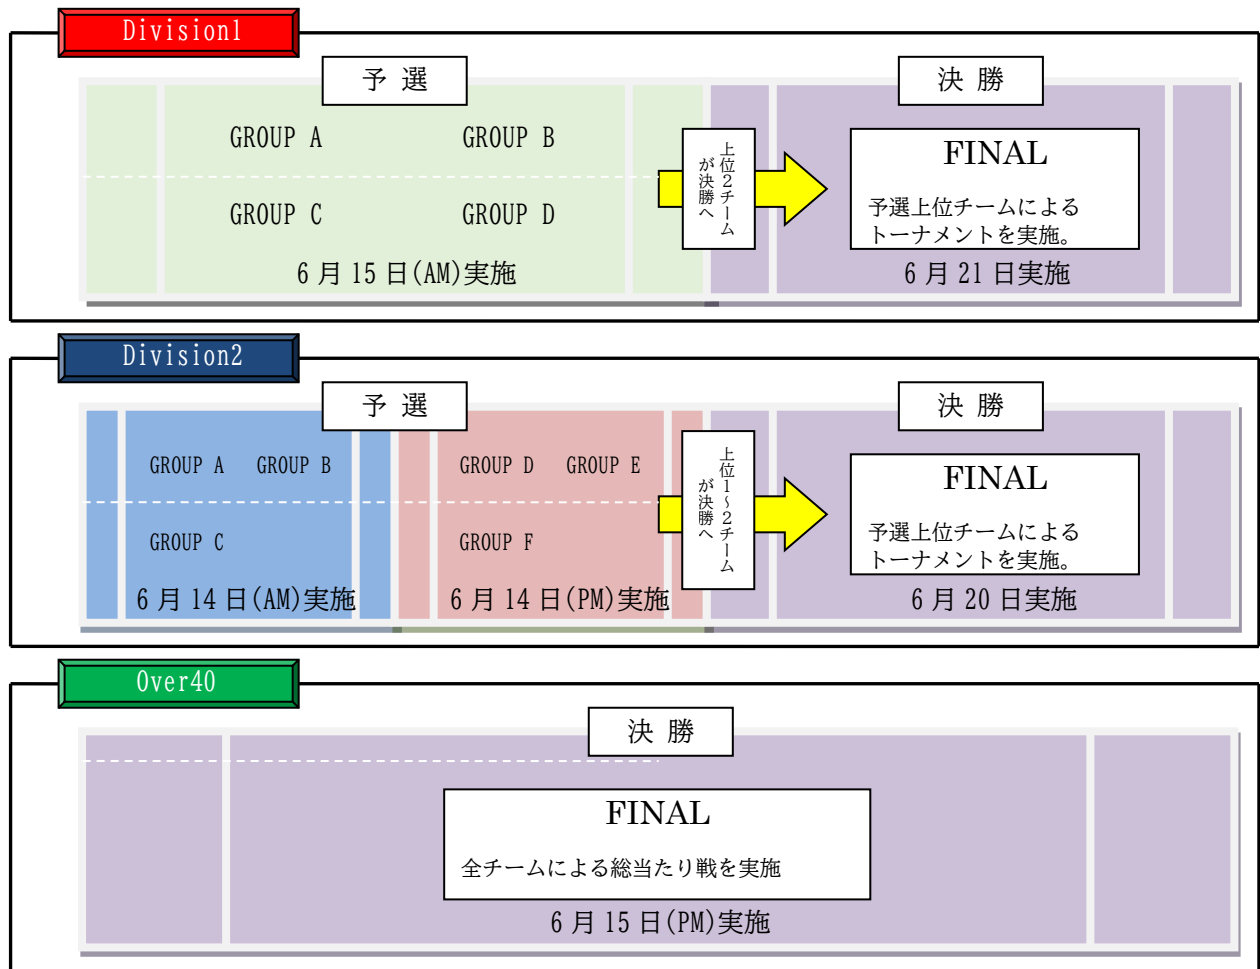 Division1
予 選
決 勝
GROUP A
GROUP B
GROUP C
GROUP D
6 月 15 日(AM)実施
上位２チーム
が決勝へ
FINAL
予選上位チームによる
トーナメントを実施。
6 月 21 日実施
Division2
予 選
決 勝
GROUP A
GROUP B
GROUP C
6 月 14 日(AM)実施
GROUP D
GROUP E
GROUP F
6 月 14 日(PM)実施
上位１～２チーム
が決勝へ
FINAL
予選上位チームによる
トーナメントを実施。
6 月 20 日実施
Over40
決 勝
FINAL
全チームによる総当たり戦を実施
6 月 15 日(PM)実施